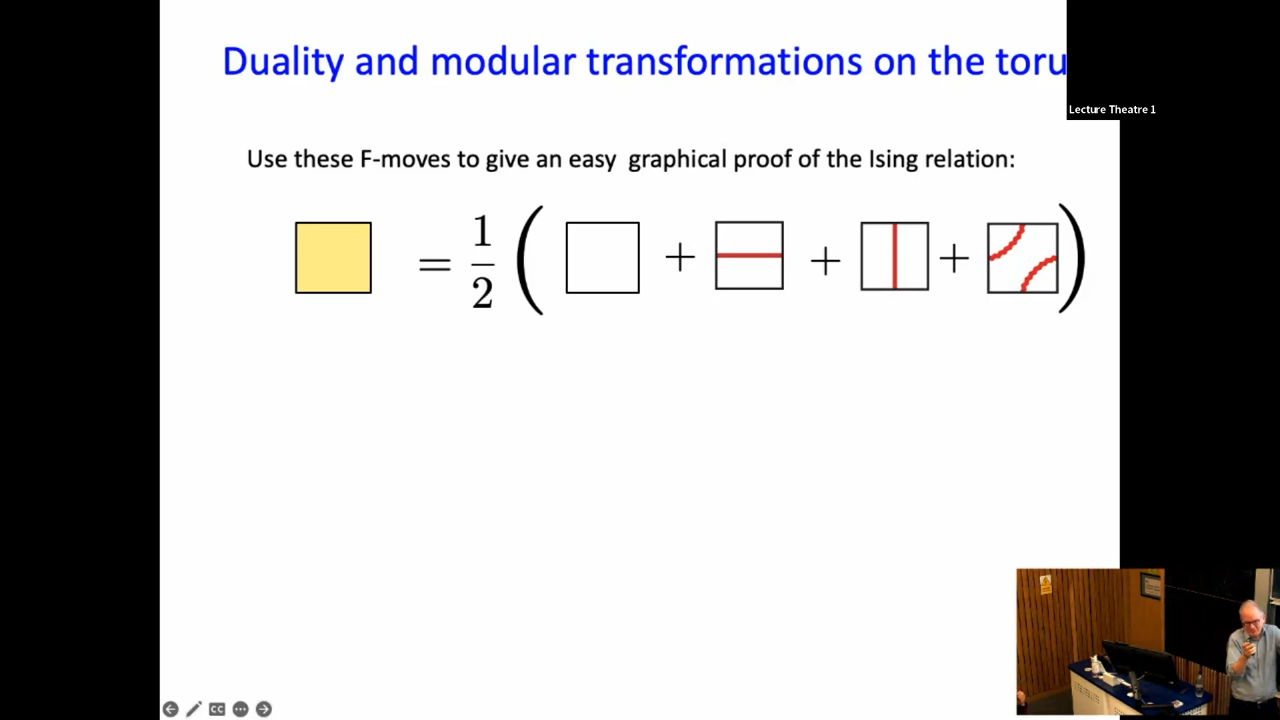 Duality and modular transformations on the toru
Lecture Theatre 1
Use these F-moves to give an easy graphical proof of the Ising relation:
= 1/2 ( + + + )
CC